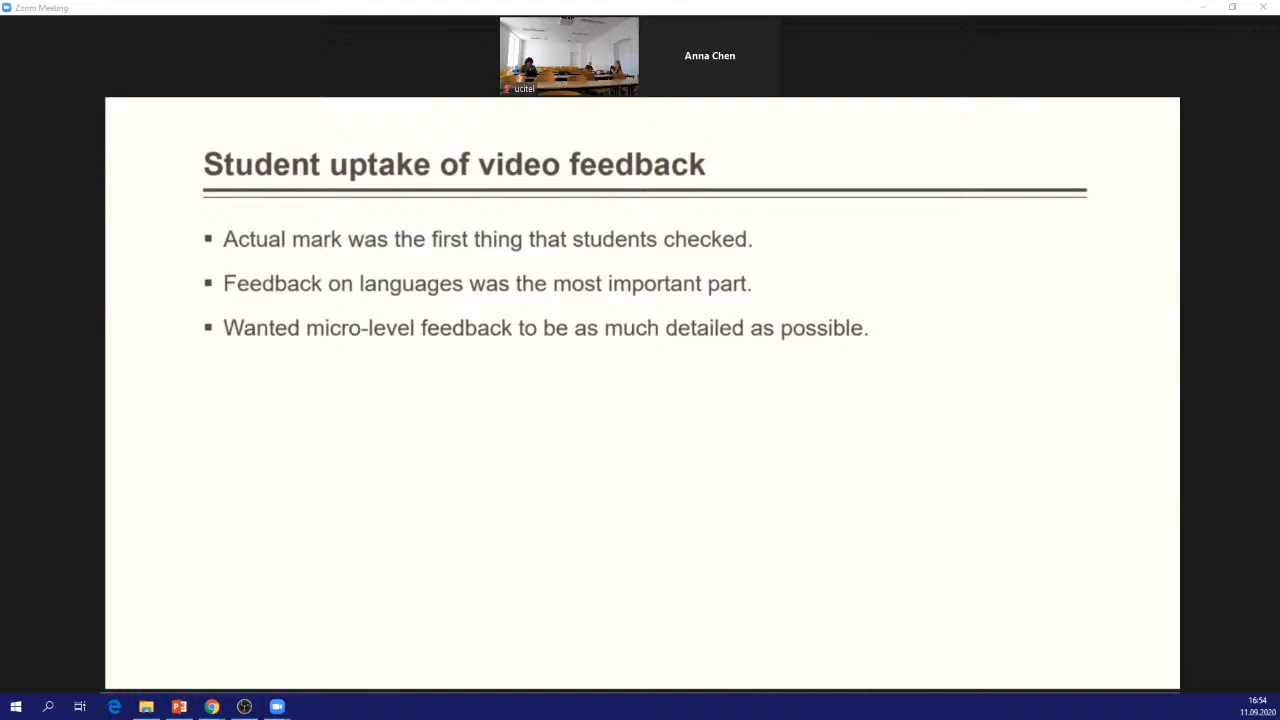 Zoom Meeting
ucitel
Anna Chen
Student uptake of video feedback
▪ Actual mark was the first thing that students checked.
▪ Feedback on languages was the most important part.
▪ Wanted micro-level feedback to be as much detailed as possible.
16:54
11.09.2020